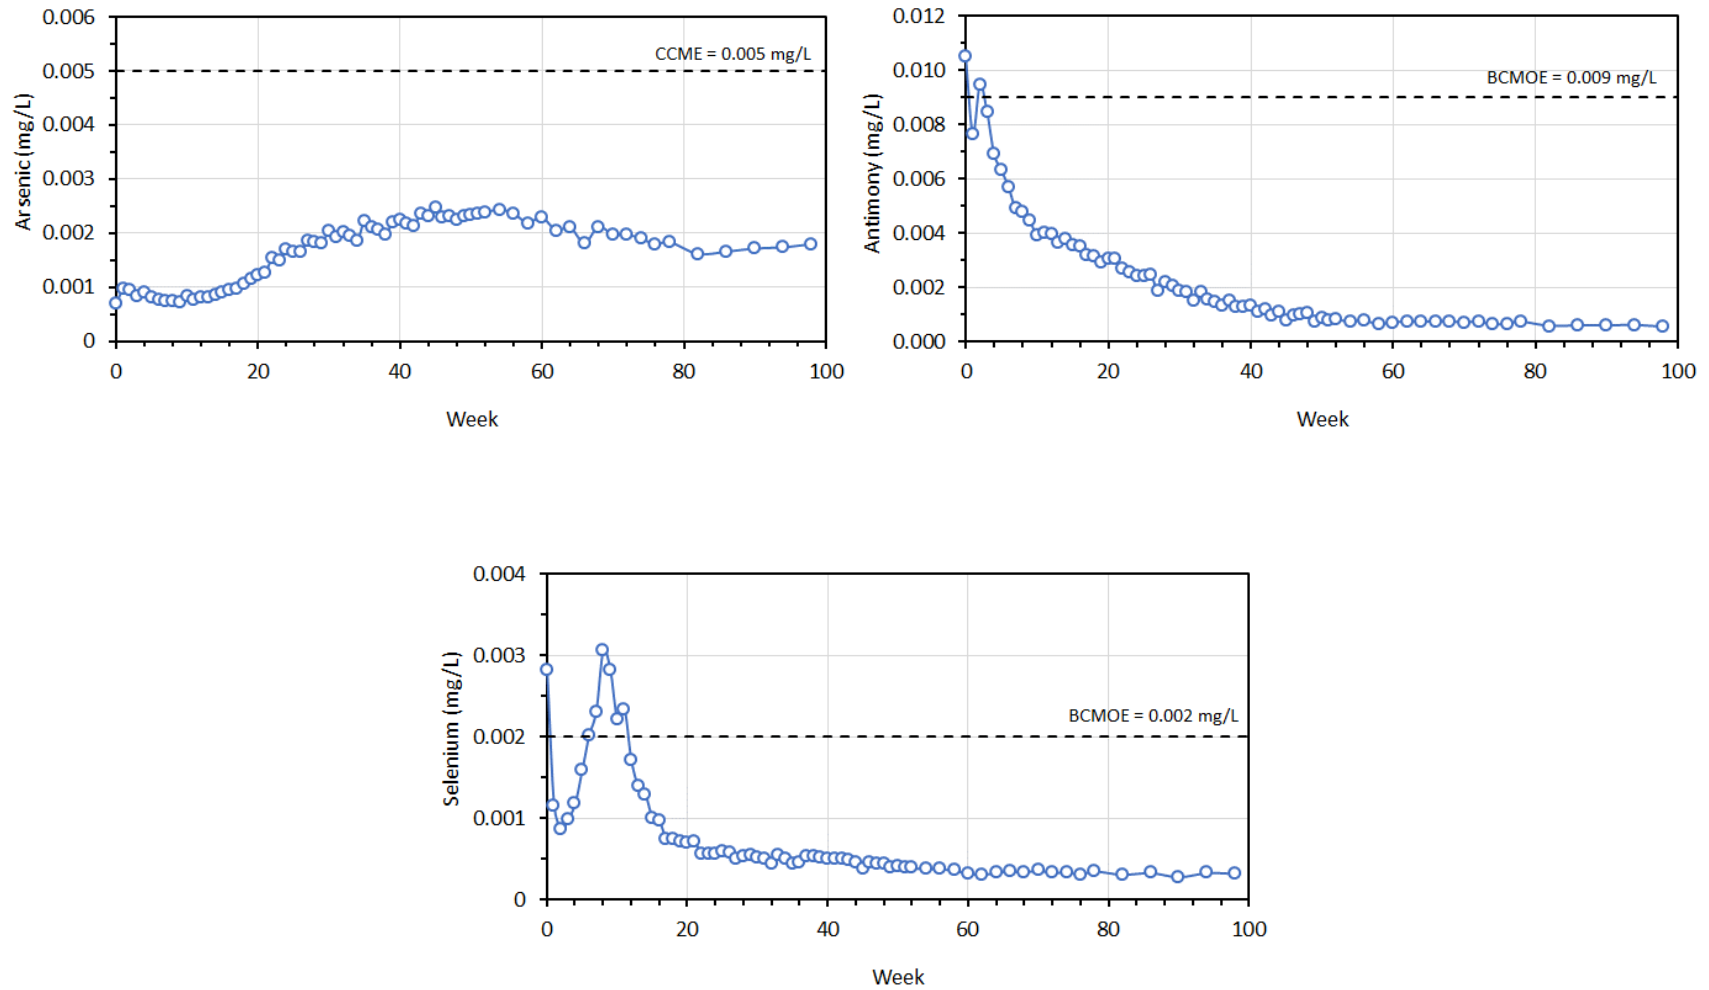 0.006
0.005
0.004
0.003
0.002
0.001
0
Arsenic (mg/L)
CCME = 0.005 mg/L
0 20 40 60 80 100
Week
0.012
0.010
0.008
0.006
0.004
0.002
0.000
Antimony (mg/L)
BCMOE = 0.009 mg/L
0 20 40 60 80 100
Week
0.004
0.003
0.002
0.001
0
Selenium (mg/L)
BCMOE = 0.002 mg/L
0 20 40 60 80 100
Week